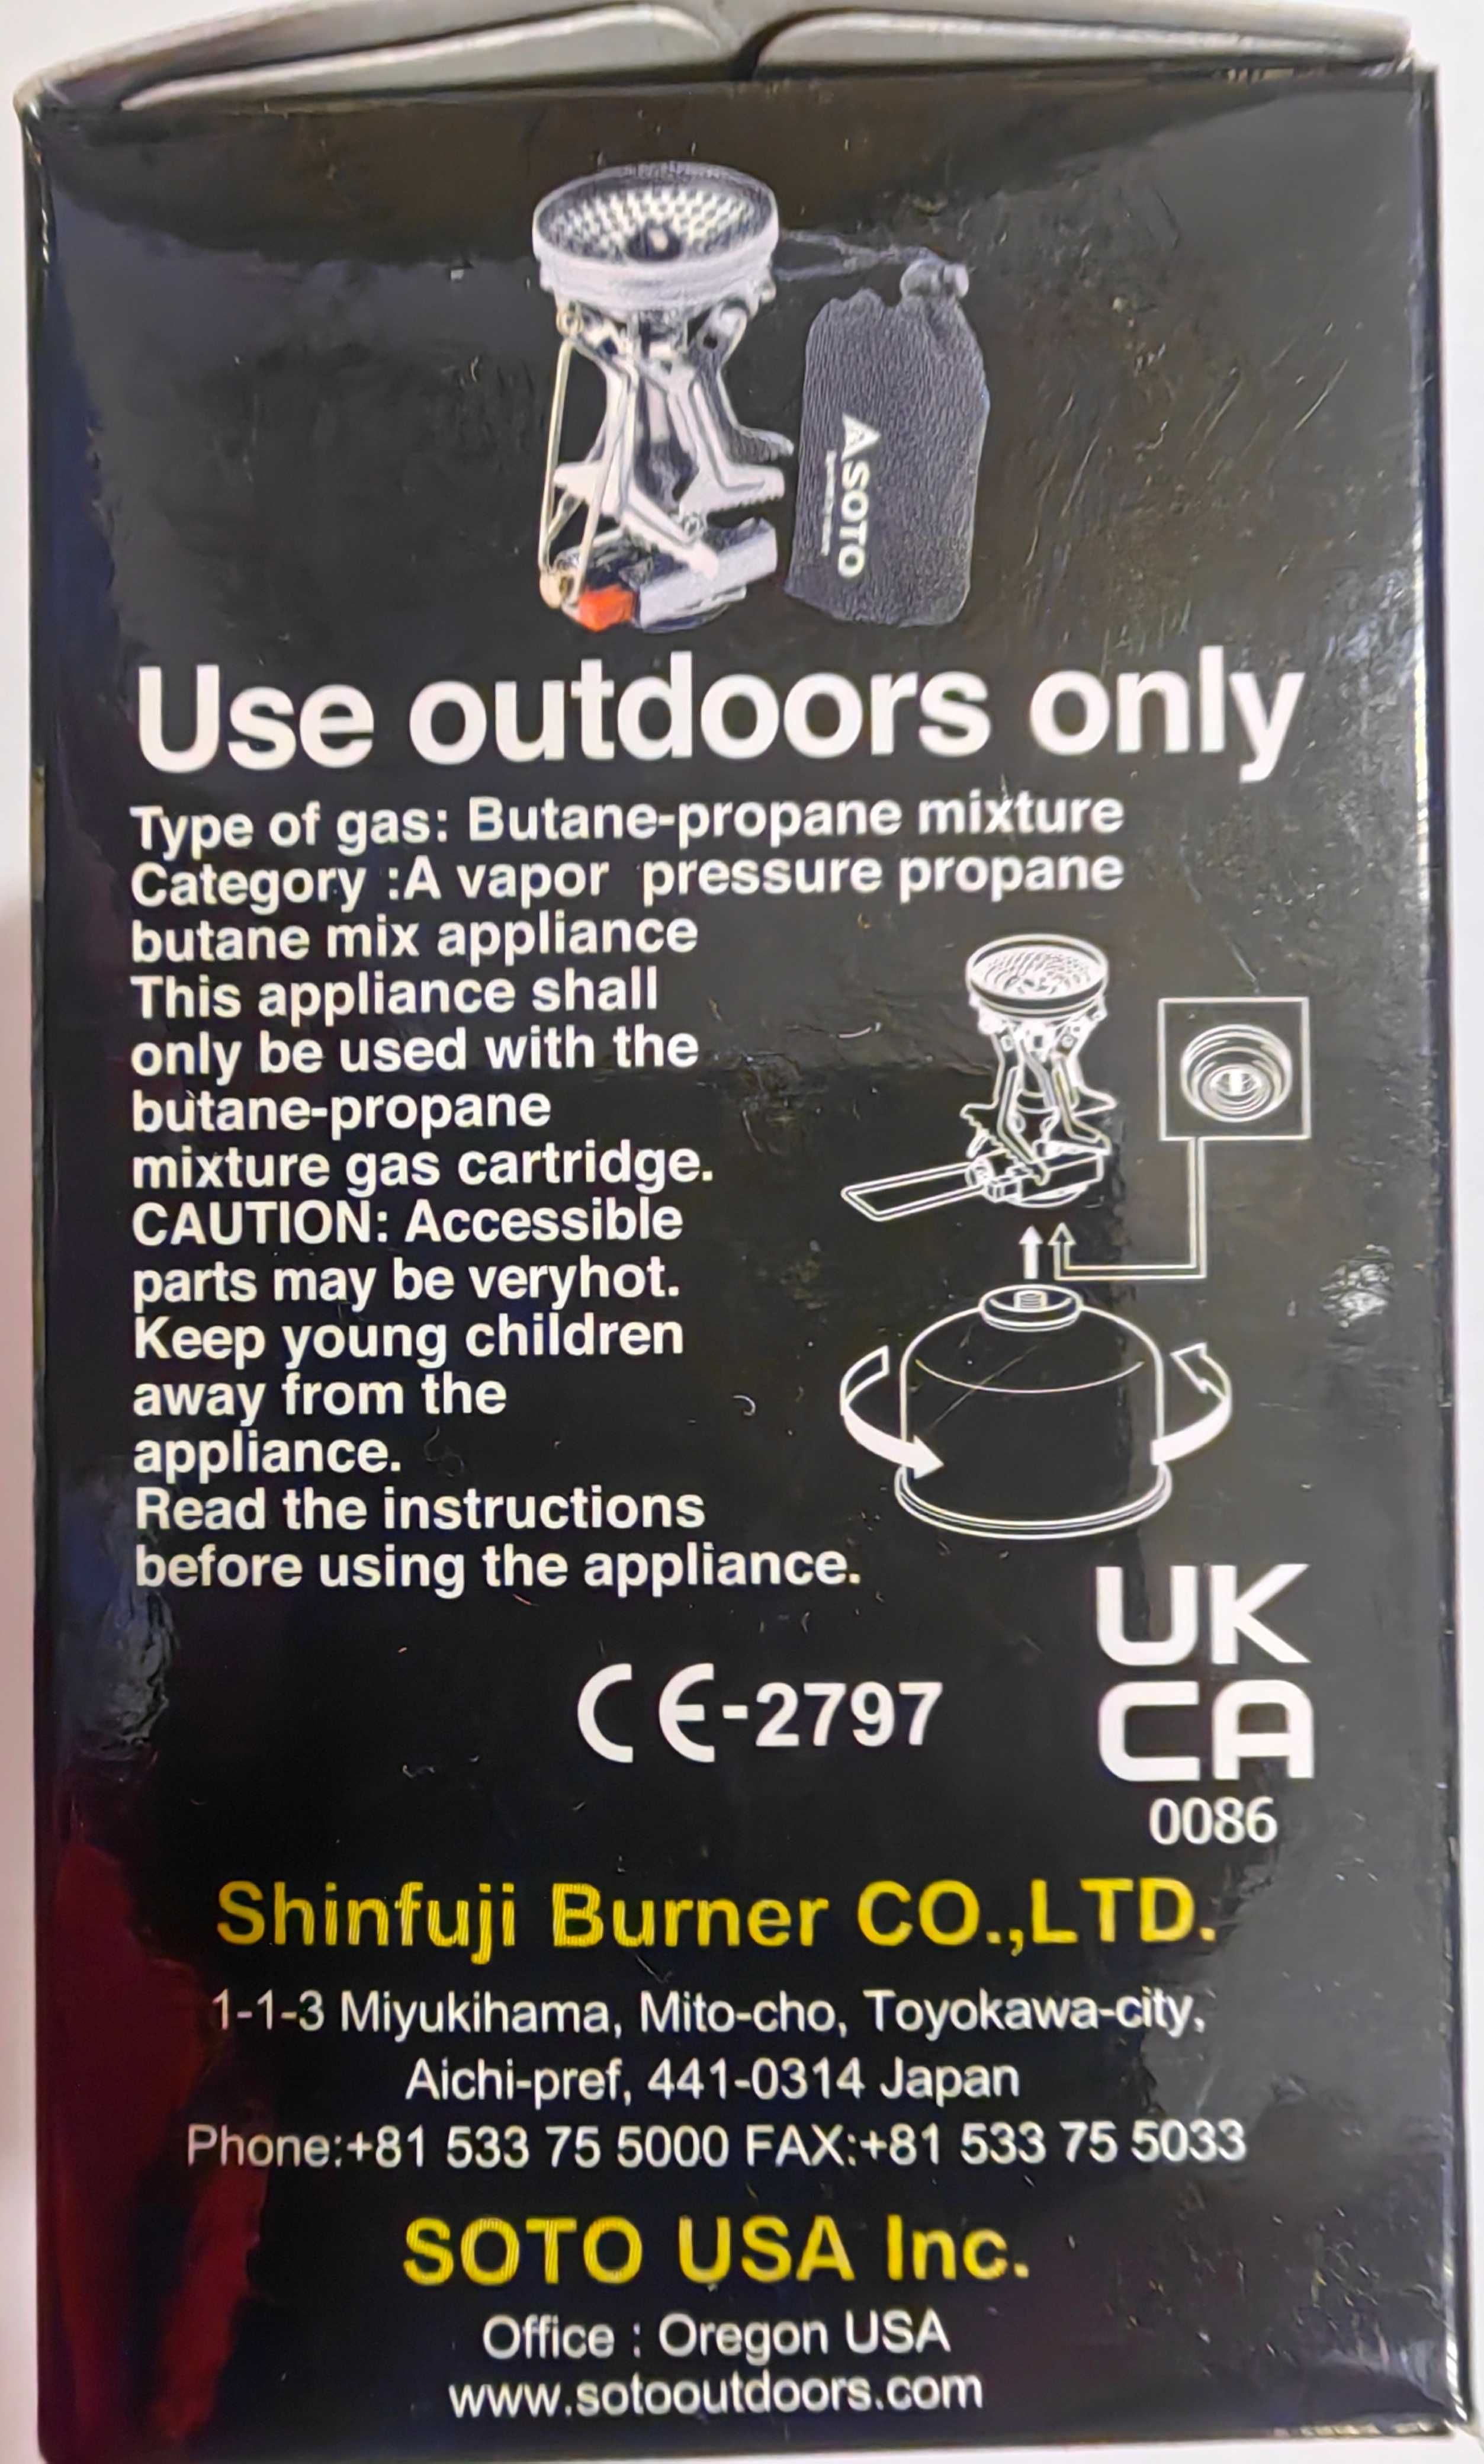 SOTO
Use outdoors only
Type of gas: Butane-propane mixture
Category :A vapor pressure propane
butane mix appliance
This appliance shall
only be used with the
butane-propane
mixture gas cartridge.
CAUTION: Accessible
parts may be veryhot.
Keep young children
away from the
appliance.
Read the instructions
before using the appliance.
CE-2797
UK
CA
0086
Shinfuji Burner CO.,LTD.
1-1-3 Miyukihama, Mito-cho, Toyokawa-city,
Aichi-pref, 441-0314 Japan
Phone:+81 533 75 5000 FAX:+81 533 75 5033
SOTO USA Inc.
Office : Oregon USA
www.sotooutdoors.com